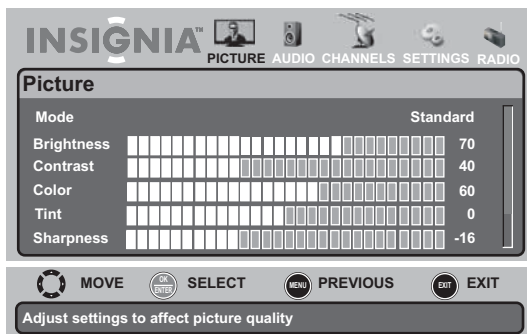 INSIGNIA™
PICTURE AUDIO CHANNELS SETTINGS RADIO
Picture
Mode Standard
Brightness 70
Contrast 40
Color 60
Tint 0
Sharpness -16
MOVE OK ENTER SELECT MENU PREVIOUS EXIT EXIT
Adjust settings to affect picture quality